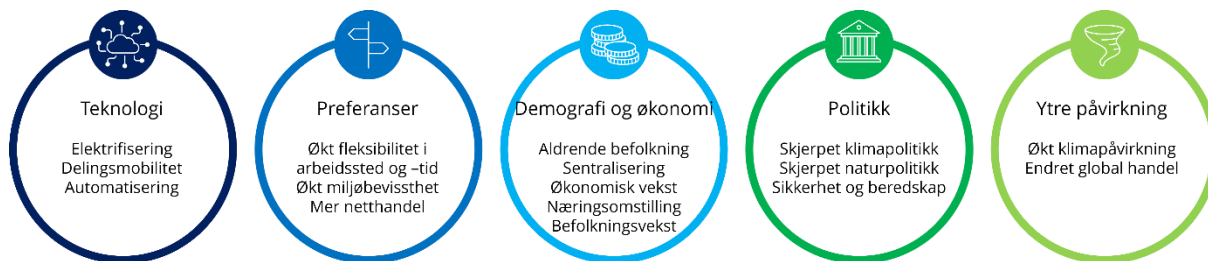 Teknologi
Elektrifisering
Delingsmobilitet
Automatisering
Preferanser
Økt fleksibilitet i
arbeidssted og –tid
Økt miljøbevissthet
Mer netthandel
Demografi og økonomi
Aldrende befolkning
Sentralisering
Økonomisk vekst
Næringsomstilling
Befolkningsvekst
Politikk
Skjerpet klimapolitikk
Skjerpet naturpolitikk
Sikkerhet og beredskap
Ytre påvirkning
Økt klimapåvirkning
Endret global handel